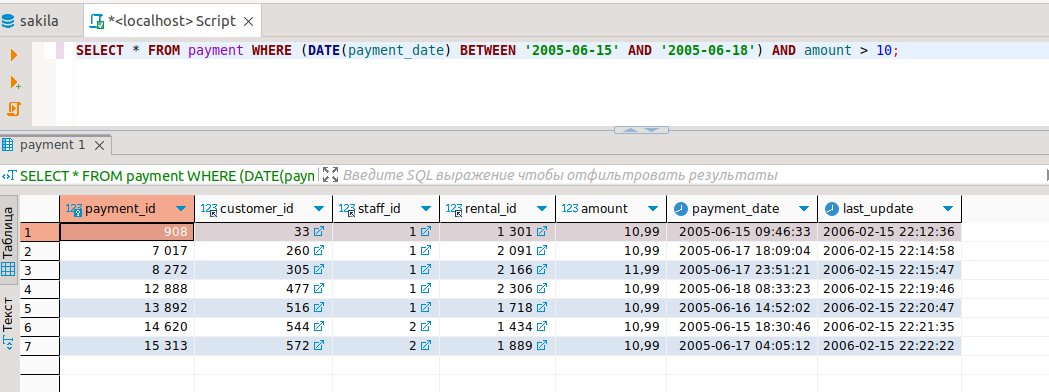 sakila *<localhost> Script
SELECT * FROM payment WHERE (DATE(payment_date) BETWEEN '2005-06-15' AND '2005-06-18') AND amount > 10;
payment 1
SELECT * FROM payment WHERE (DATE(payn Введите SQL выражение чтобы отфильтровать результаты
Таблица
Текст
123 payment_id 123 customer_id 123 staff_id 123 rental_id 123 amount payment_date last_update
1 908 33 1 1 301 10,99 2005-06-15 09:46:33 2006-02-15 22:12:36
2 7 017 260 1 2 091 10,99 2005-06-17 18:09:04 2006-02-15 22:14:58
3 8 272 305 1 2 166 11,99 2005-06-17 23:51:21 2006-02-15 22:15:47
4 12 888 477 1 2 306 10,99 2005-06-18 08:33:23 2006-02-15 22:19:46
5 13 892 516 1 1 718 10,99 2005-06-16 14:52:02 2006-02-15 22:20:47
6 14 620 544 2 1 434 10,99 2005-06-15 18:30:46 2006-02-15 22:21:35
7 15 313 572 2 1 889 10,99 2005-06-17 04:05:12 2006-02-15 22:22:22